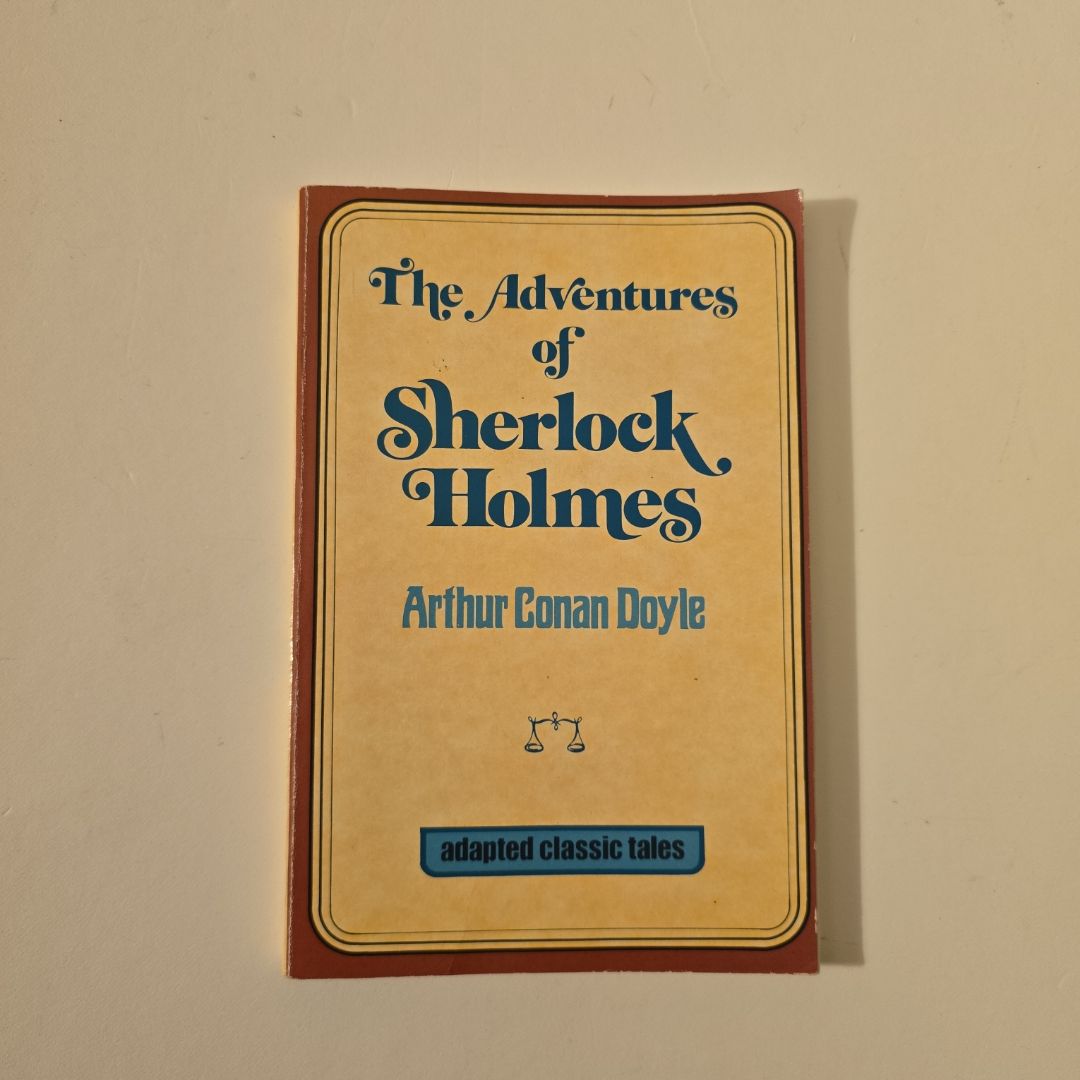 The Adventures
of
Sherlock
Holmes
Arthur Conan Doyle
adapted classic tales